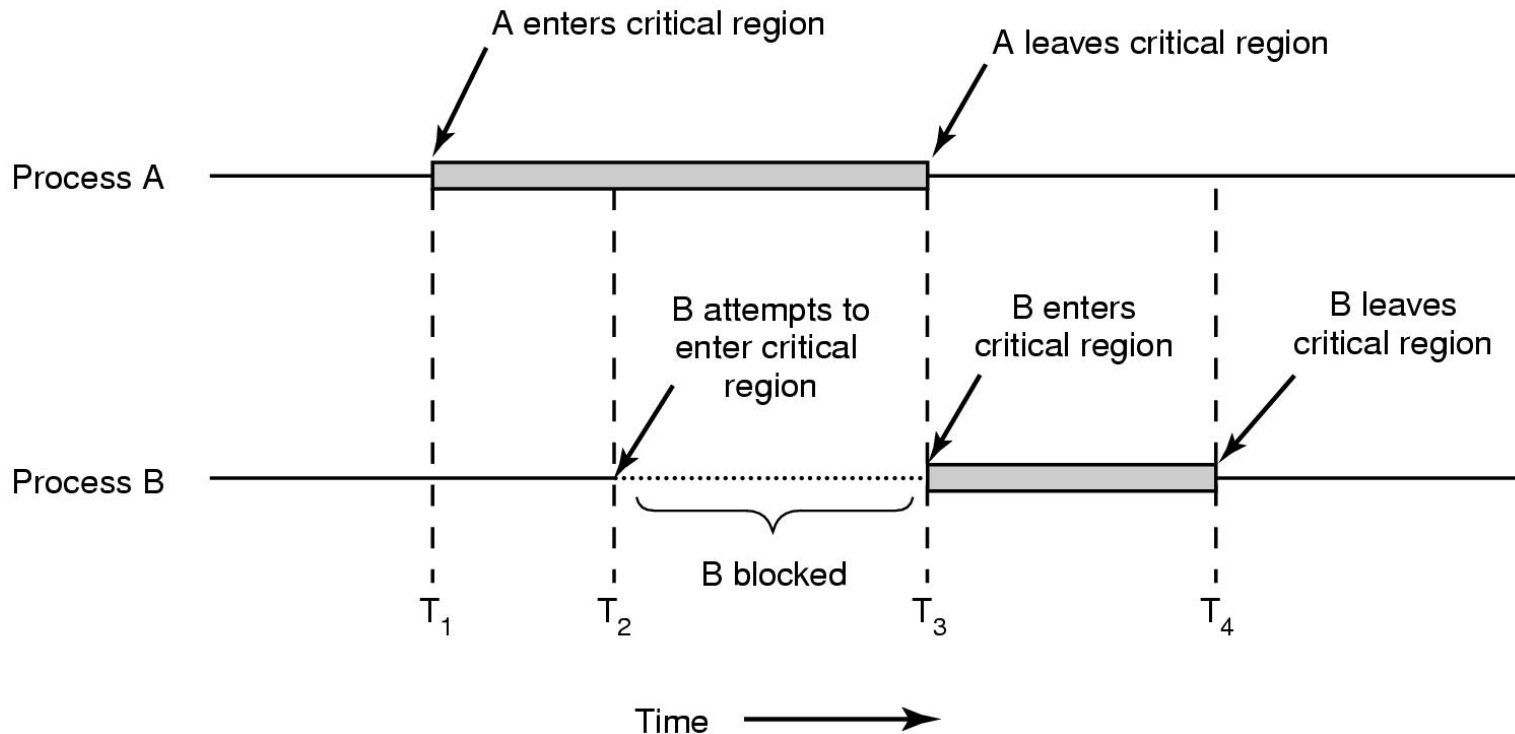 A enters critical region
A leaves critical region
Process A
B attempts to
enter critical
region
B enters
critical region
B leaves
critical region
Process B
B blocked
T1
T2
T3
T4
Time